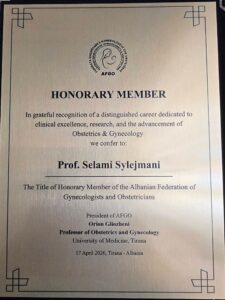 AFGO
HONORARY MEMBER
In grateful recognition of a distinguished career dedicated to
clinical excellence, research, and the advancement of
Obstetrics & Gynecology
we confer to:
Prof. Selami Sylejmani
The Title of Honorary Member of the Albanian Federation of
Gynecologists and Obstetricians
President of AFGO
Orian Gliozheni
Professor of Obstetrics and Gynecology
University of Medicine, Tirana
17 April 2026, Tirana - Albania